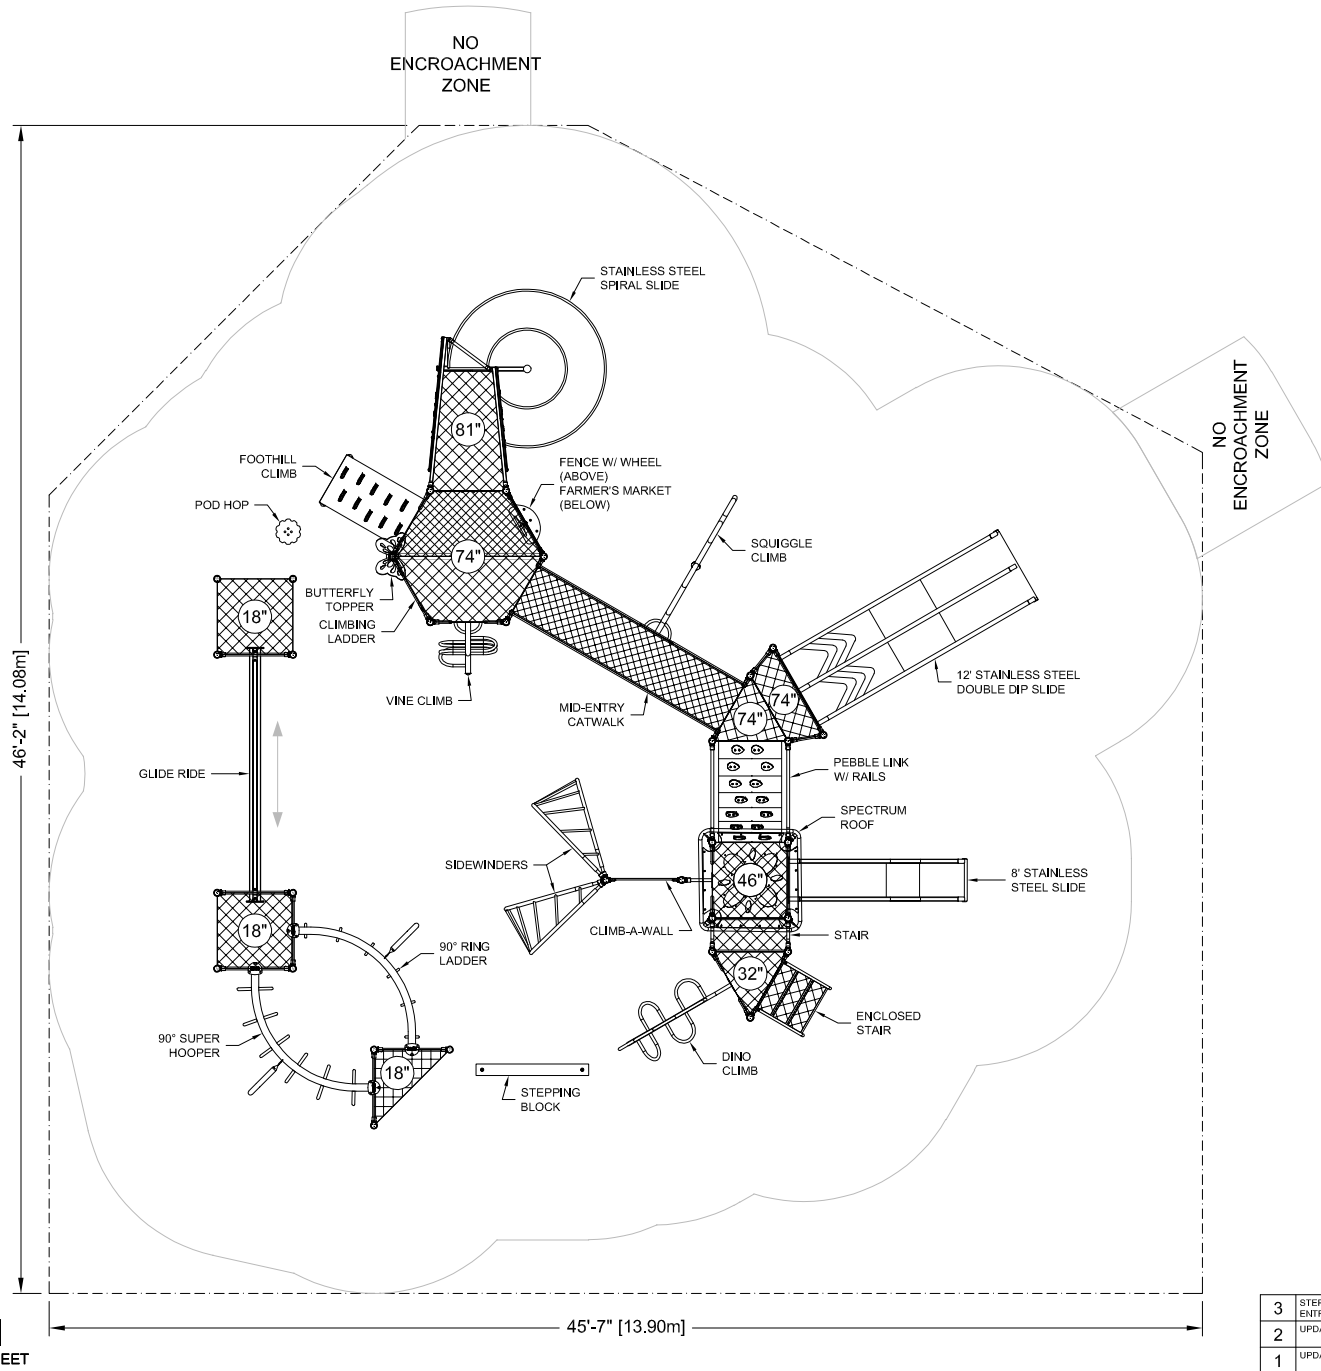 NO
ENCROACHMENT
ZONE
STAINLESS STEEL
SPIRAL SLIDE
NO
ENCROACHMENT
ZONE
81"
FOOTHILL
CLIMB
FENCE W/ WHEEL
(ABOVE)
FARMER'S MARKET
(BELOW)
POD HOP
SQUIGGLE
CLIMB
74"
BUTTERFLY
TOPPER
18"
CLIMBING
LADDER
12' STAINLESS STEEL
DOUBLE DIP SLIDE
VINE CLIMB
MID-ENTRY
CATWALK
74"
74"
46'-2" [14.08m]
GLIDE RIDE
PEBBLE LINK
W/ RAILS
SPECTRUM
ROOF
SIDEWINDERS
46"
8' STAINLESS
STEEL SLIDE
18"
CLIMB-A-WALL
STAIR
90° RING
LADDER
32"
90° SUPER
HOOPER
ENCLOSED
STAIR
DINO
CLIMB
18"
STEPPING
BLOCK
45'-7" [13.90m]
EET
3
2
1